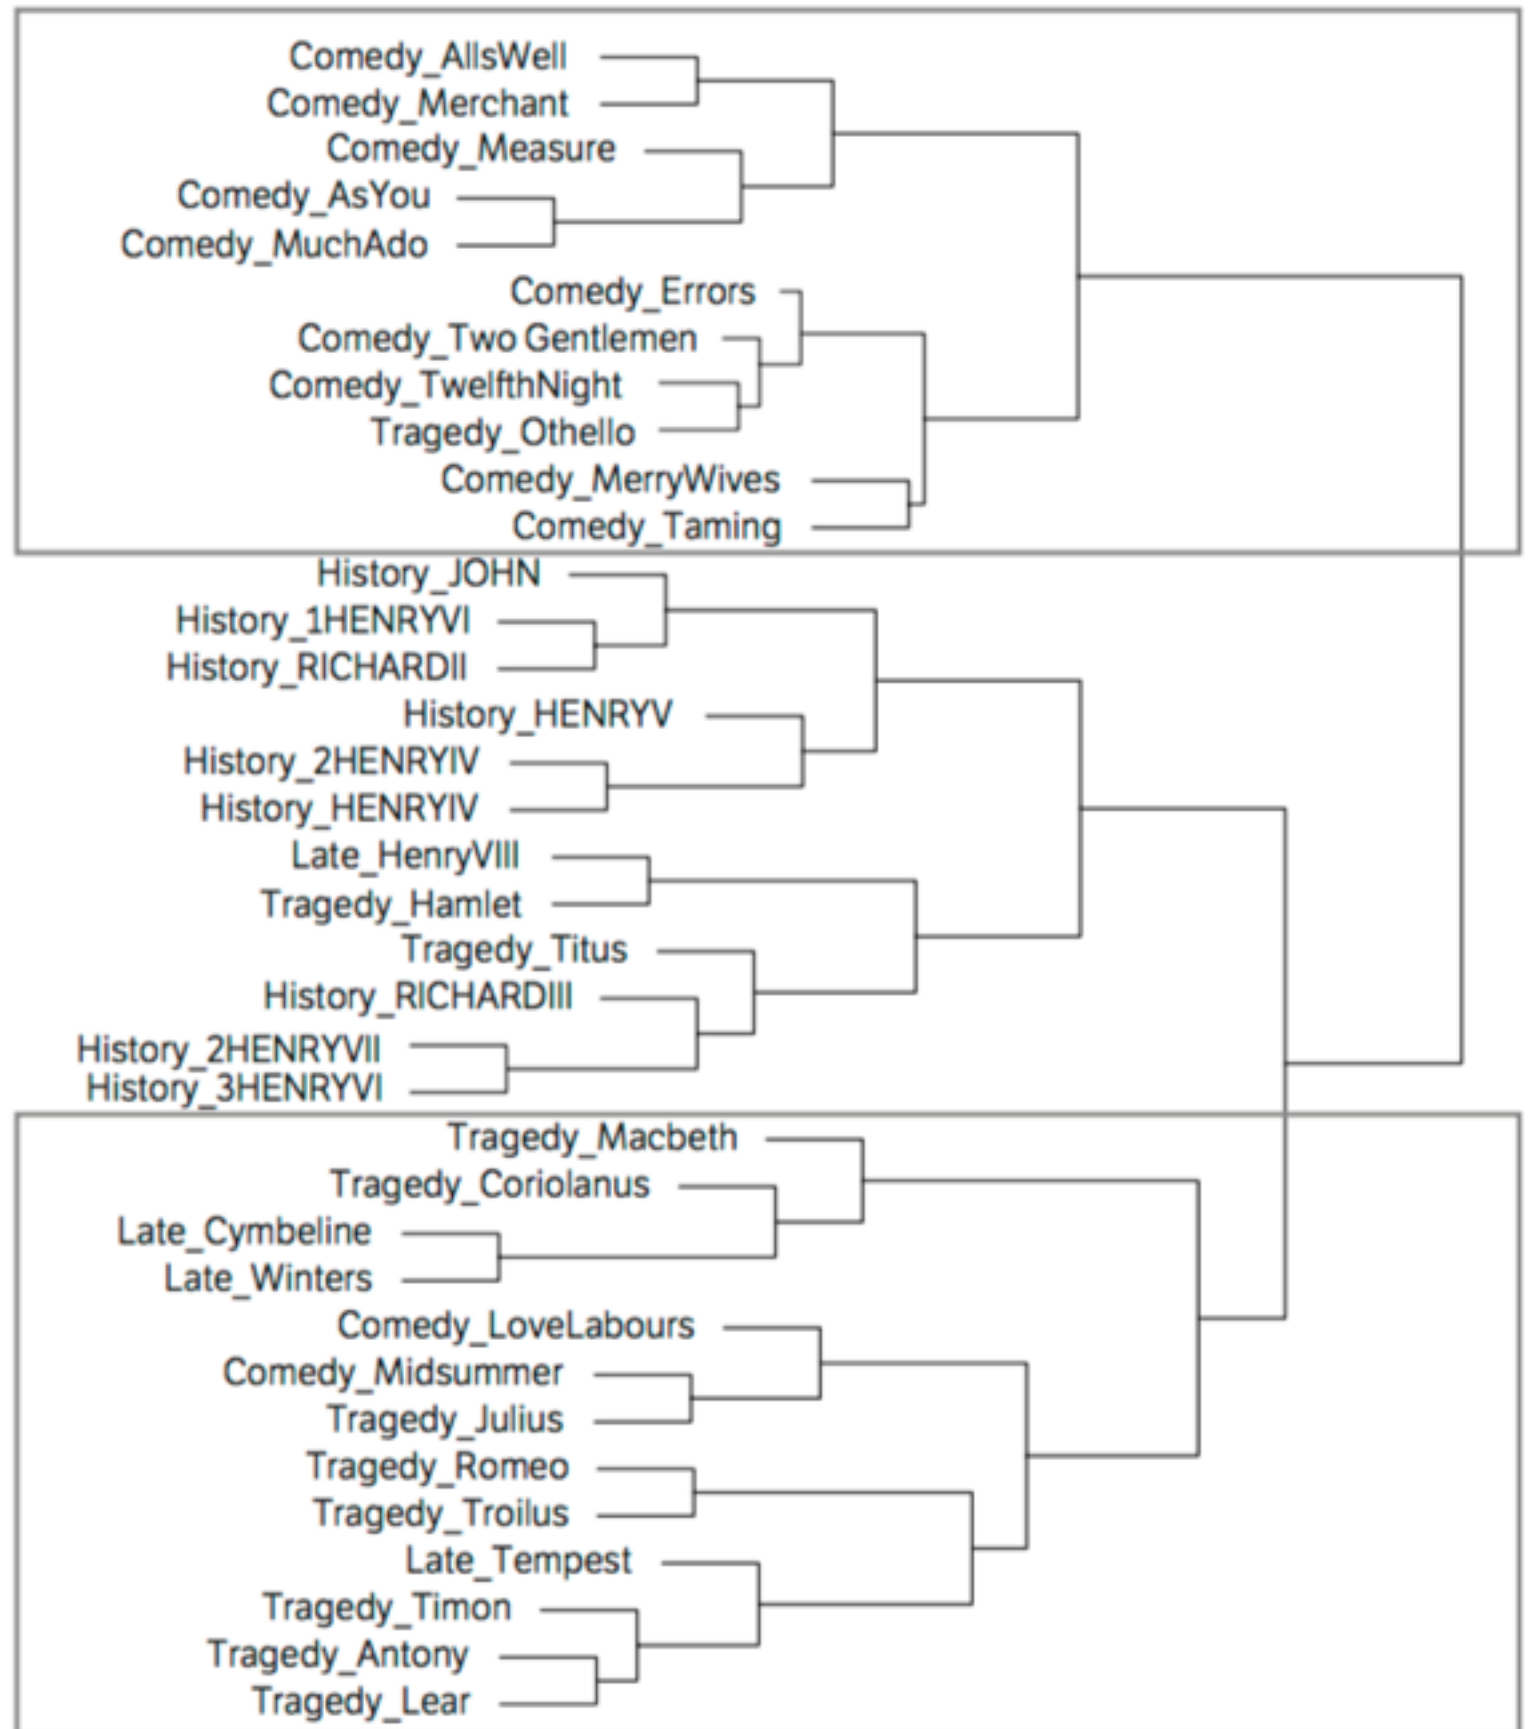 Comedy_AllsWell
Comedy_Merchant
Comedy_Measure
Comedy_AsYou
Comedy_MuchAdo
Comedy_Errors
Comedy_Two Gentlemen
Comedy_TwelfthNight
Tragedy_Othello
Comedy_MerryWives
Comedy_Taming
History_JOHN
History_1HENRYVI
History_RICHARDII
History_HENRYV
History_2HENRYIV
History_HENRYIV
Late_HenryVIII
Tragedy_Hamlet
Tragedy_Titus
History_RICHARDIII
History_2HENRYVII
History_3HENRYVI
Tragedy_Macbeth
Tragedy_Coriolanus
Late_Cymbeline
Late_Winters
Comedy_LoveLabours
Comedy_Midsummer
Tragedy_Julius
Tragedy_Romeo
Tragedy_Troilus
Late_Tempest
Tragedy_Timon
Tragedy_Antony
Tragedy_Lear